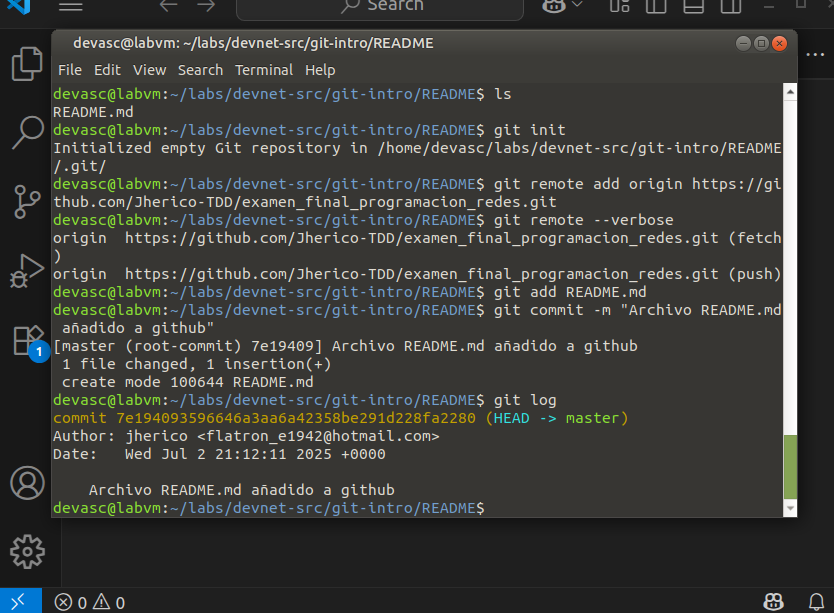 Search
devasc@labvm: ~/labs/devnet-src/git-intro/README
File Edit View Search Terminal Help
devasc@labvm:~/labs/devnet-src/git-intro/README$ ls
README.md
devasc@labvm:~/labs/devnet-src/git-intro/README$ git init
Initialized empty Git repository in /home/devasc/labs/devnet-src/git-intro/README
/.git/
devasc@labvm:~/labs/devnet-src/git-intro/README$ git remote add origin https://gi
thub.com/Jherico-TDD/examen_final_programacion_redes.git
devasc@labvm:~/labs/devnet-src/git-intro/README$ git remote --verbose
origin  https://github.com/Jherico-TDD/examen_final_programacion_redes.git (fetch
)
origin  https://github.com/Jherico-TDD/examen_final_programacion_redes.git (push)
devasc@labvm:~/labs/devnet-src/git-intro/README$ git add README.md
devasc@labvm:~/labs/devnet-src/git-intro/README$ git commit -m "Archivo README.md
 añadido a github"
[master (root-commit) 7e19409] Archivo README.md añadido a github
 1 file changed, 1 insertion(+)
 create mode 100644 README.md
devasc@labvm:~/labs/devnet-src/git-intro/README$ git log
commit 7e194093596646a3aa6a42358be291d228fa2280 (HEAD -> master)
Author: jherico <flatron_e1942@hotmail.com>
Date:   Wed Jul 2 21:12:11 2025 +0000

    Archivo README.md añadido a github
devasc@labvm:~/labs/devnet-src/git-intro/README$
1
0 0